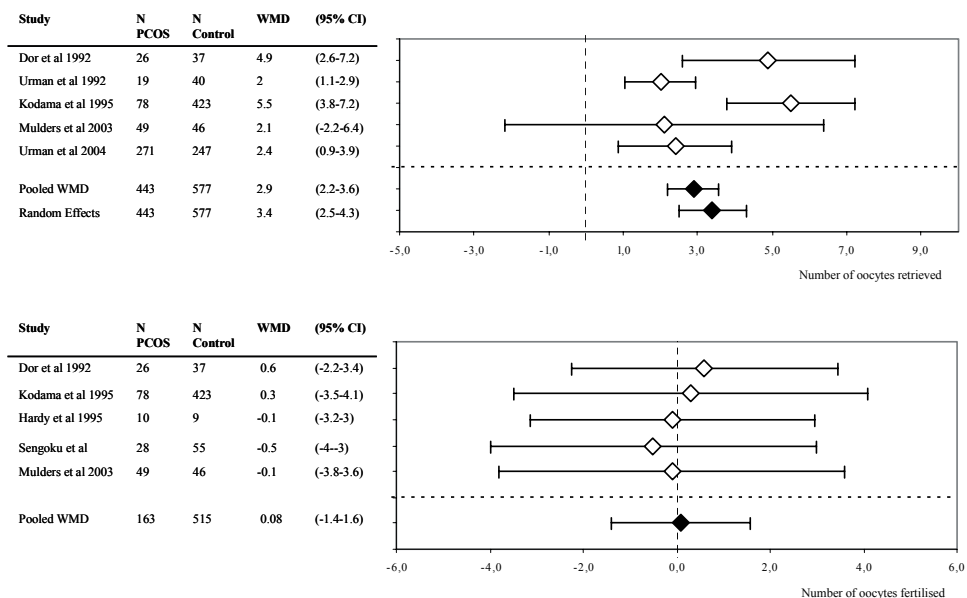 Study N WMD (95% CI)
PCOS Control
N
Dor et al 1992 26 37 4.9 (2.6-7.2)
Urman et al 1992 19 40 2 (1.1-2.9)
Kodama et al 1995 78 423 5.5 (3.8-7.2)
Mulders et al 2003 49 46 2.1 (-2.2-6.4)
Urman et al 2004 271 247 2.4 (0.9-3.9)
Pooled WMD 443 577 2.9 (2.2-3.6)
Random Effects 443 577 3.4 (2.5-4.3)
-5,0 -3,0 -1,0 1,0 3,0 5,0 7,0 9,0
Number of oocytes retrieved
Study N N WMD (95% CI)
PCOS Control
Dor et al 1992 26 37 0.6 (-2.2-3.4)
Kodama et al 1995 78 423 0.3 (-3.5-4.1)
Hardy et al 1995 10 9 -0.1 (-3.2-3)
Sengoku et al 28 55 -0.5 (-4--3)
Mulders et al 2003 49 46 -0.1 (-3.8-3.6)
Pooled WMD 163 515 0.08 (-1.4-1.6)
-6,0 -4,0 -2,0 0,0 2,0 4,0 6,0
Number of oocytes fertilised